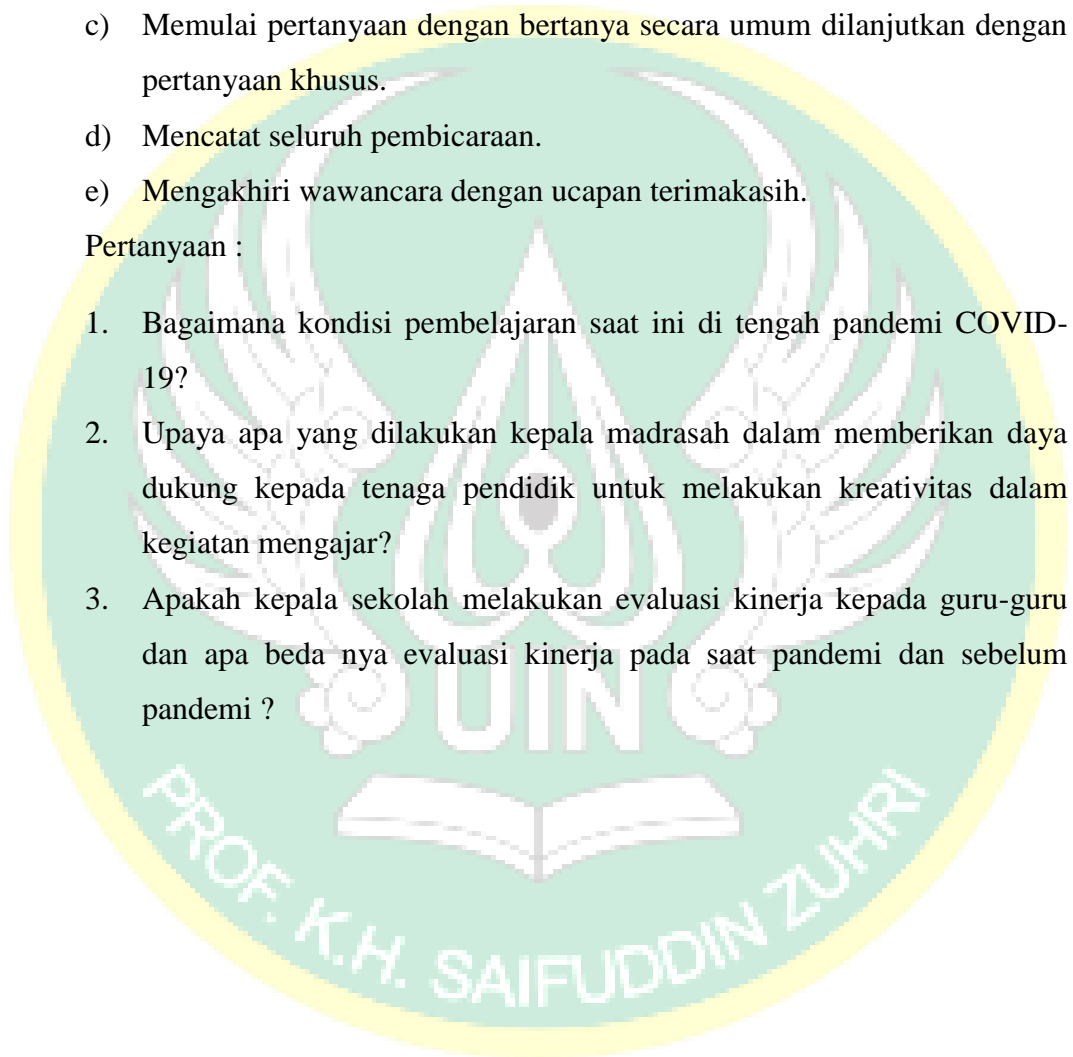 c) Memulai pertanyaan dengan bertanya secara umum dilanjutkan dengan
pertanyaan khusus.
d) Mencatat seluruh pembicaraan.
e) Mengakhiri wawancara dengan ucapan terimakasih.
Pertanyaan :
1. Bagaimana kondisi pembelajaran saat ini di tengah pandemi COVID-
19?
2. Upaya apa yang dilakukan kepala madrasah dalam memberikan daya
dukung kepada tenaga pendidik untuk melakukan kreativitas dalam
kegiatan mengajar?
3. Apakah kepala sekolah melakukan evaluasi kinerja kepada guru-guru
dan apa beda nya evaluasi kinerja pada saat pandemi dan sebelum
pandemi ?
UIN
PROF. K.H. SAIFUDDIN ZUHRI